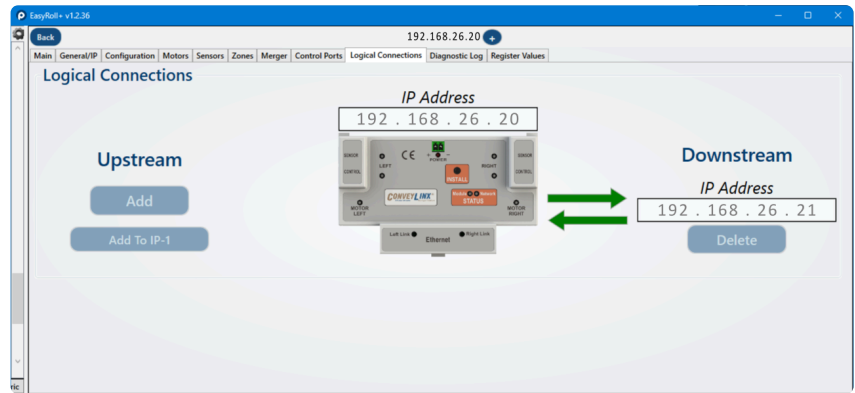 EasyRoll+ v1.2.36
Back
192.168.26.20
+
Main General/IP Configuration Motors Sensors Zones Merger Control Ports Logical Connections Diagnostic Log Register Values
Logical Connections
IP Address
192 . 168 . 26 . 20
SENSOR
CONTROL
LEFT
CE
+ - POWER
INSTALL
RIGHT
SENSOR
CONTROL
MOTOR LEFT
CONVEYLINX
Module Network
STATUS
MOTOR RIGHT
Left Link
Ethernet
Right Link
Upstream
Add
Add To IP-1
Downstream
IP Address
192 . 168 . 26 . 21
Delete
ric